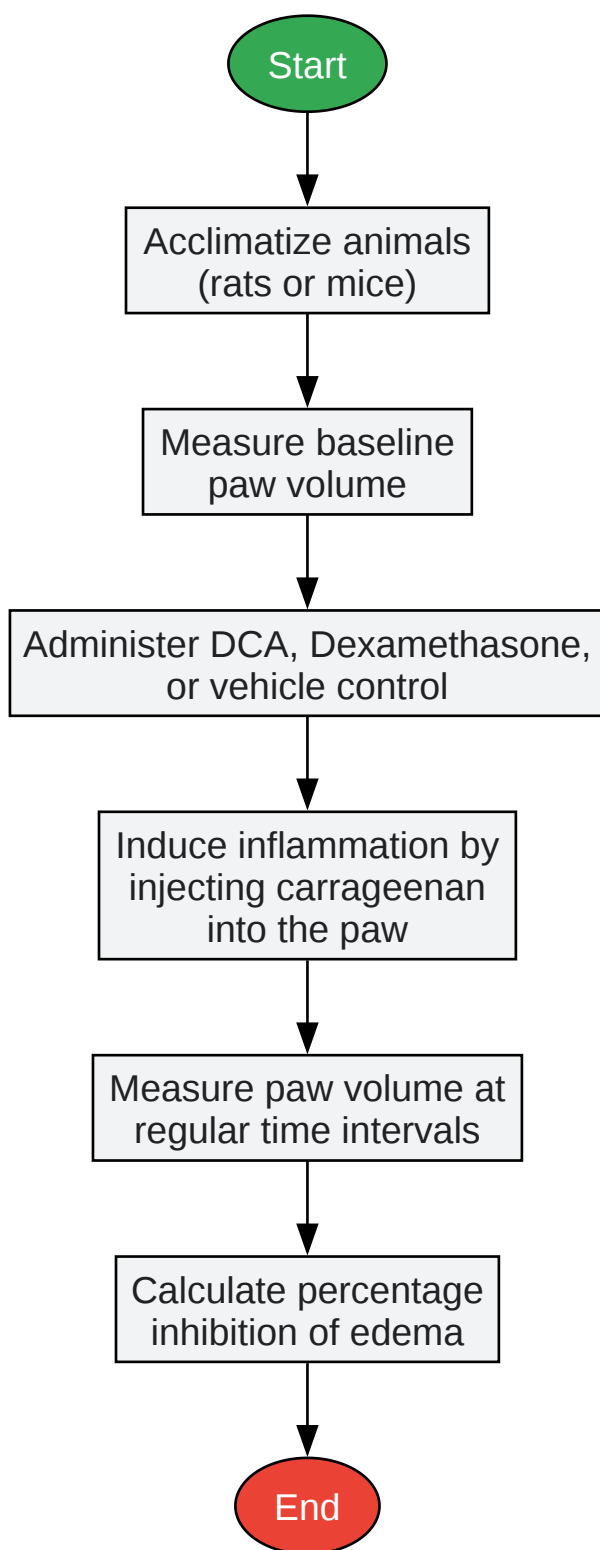 Start
Acclimatize animals
(rats or mice)
Measure baseline
paw volume
Administer DCA, Dexamethasone,
or vehicle control
Induce inflammation by
injecting carrageenan
into the paw
Measure paw volume at
regular time intervals
Calculate percentage
inhibition of edema
End